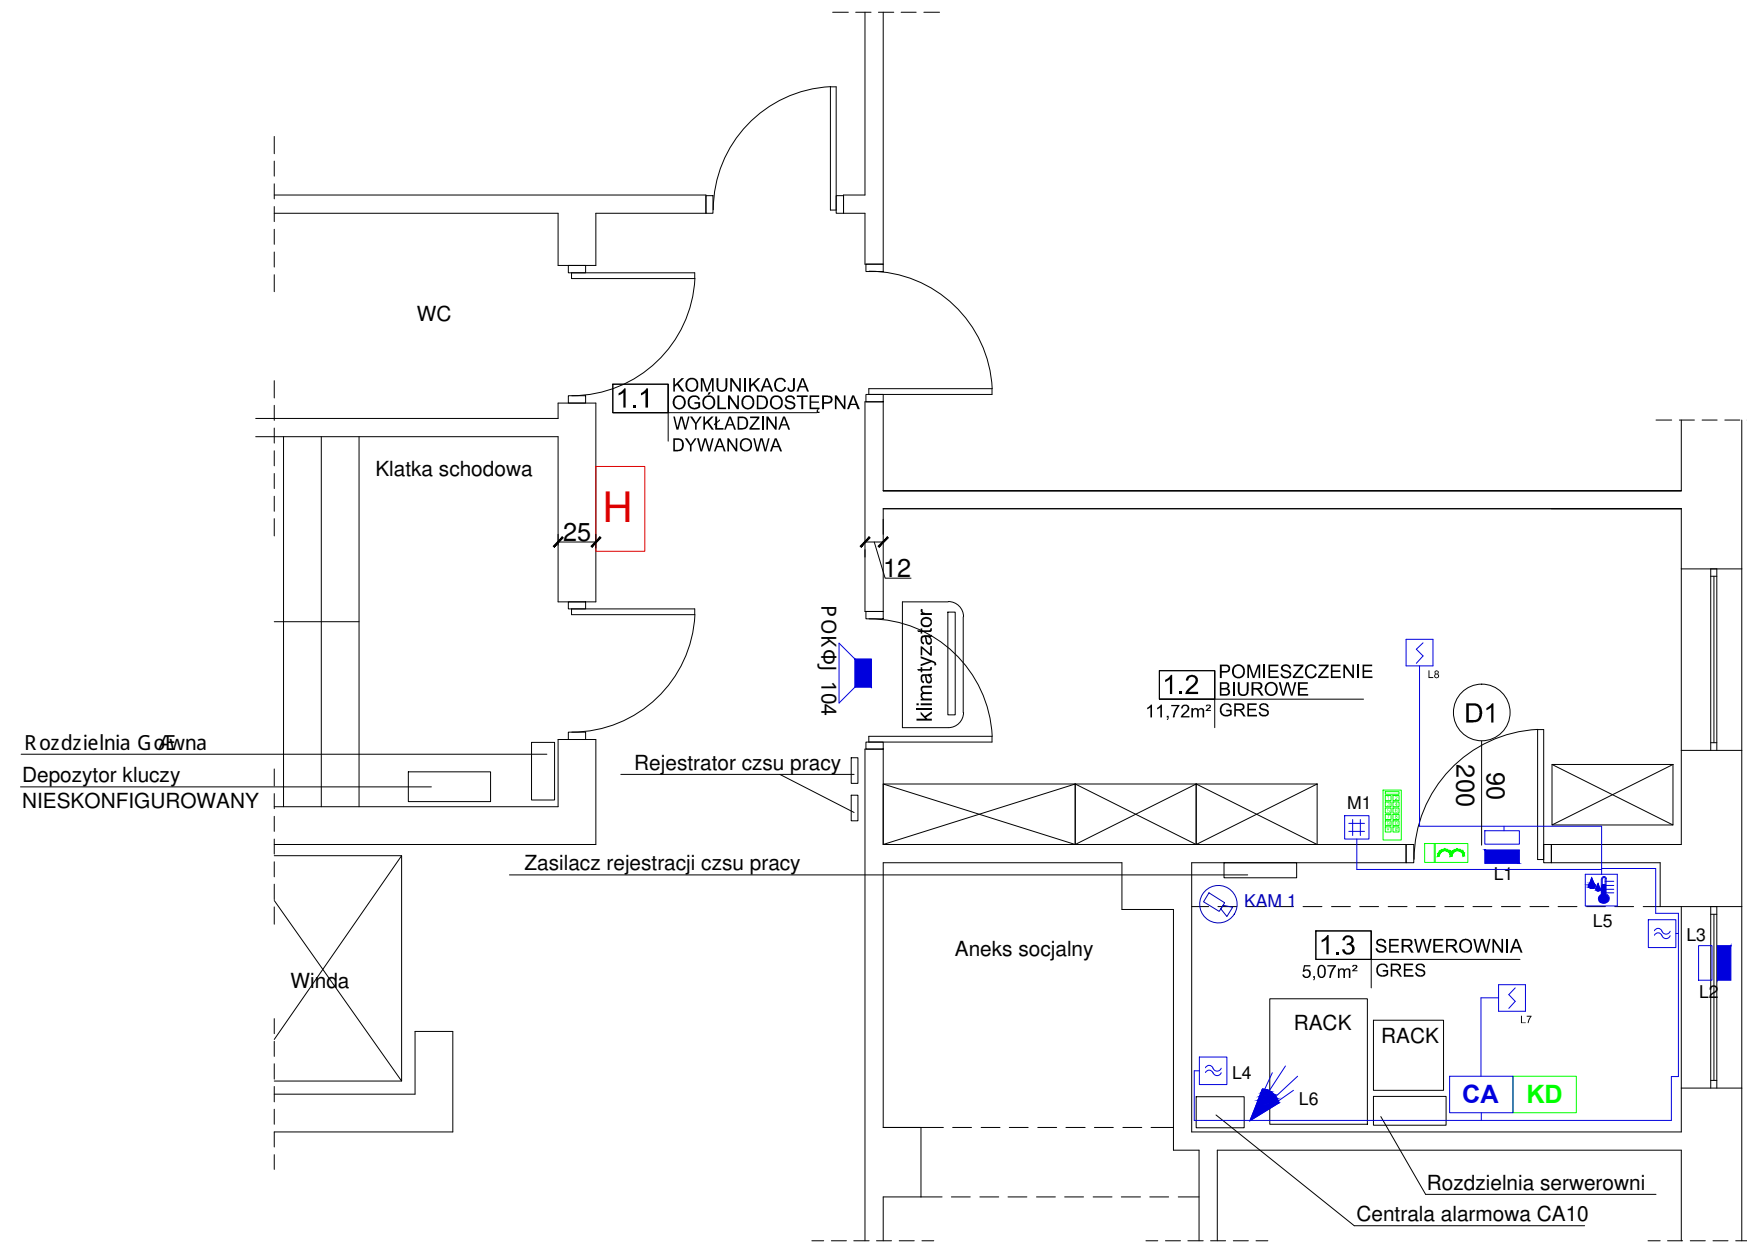 WC
1.1 KOMUNIKACJA
OGÓLNODOSTĘPNA
WYKŁADZINA
DYWANOWA
Klatka schodowa
H
25
12
POKÓJ 104
klimatyzator
1.2 POMIESZCZENIE
BIUROWE
11,72m² GRES
L8
D1
90
200
Rozdzielnia
Depozytor kluczy
NIESKONFIGUROWANY
Rejestrator czsu pracy
M1
Zasilacz rejestracji czsu pracy
L1
KAM 1
L5
L3
Aneks socjalny
1.3 SERWEROWNIA
5,07m² GRES
Winda
L2
RACK
RACK
L7
L4
L6
CA
KD
Rozdzielnia serwerowni
Centrala alarmowa CA10